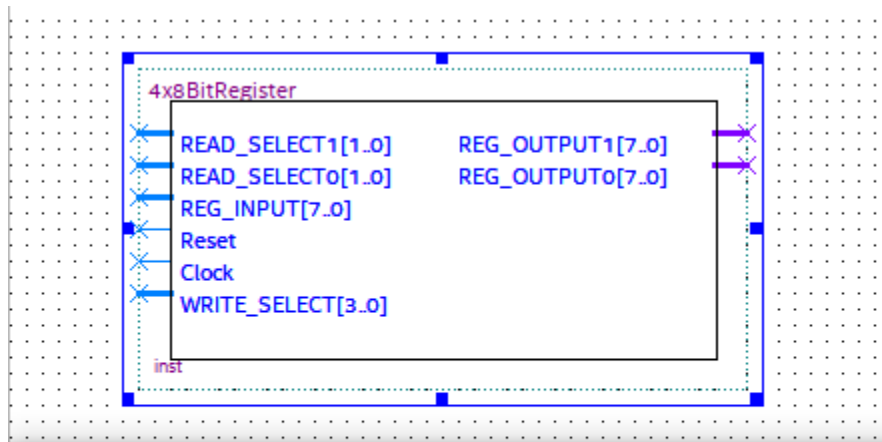 4x8BitRegister
READ_SELECT1[1..0] REG_OUTPUT1[7..0]
READ_SELECT0[1..0] REG_OUTPUT0[7..0]
REG_INPUT[7..0]
Reset
Clock
WRITE_SELECT[3..0]
inst